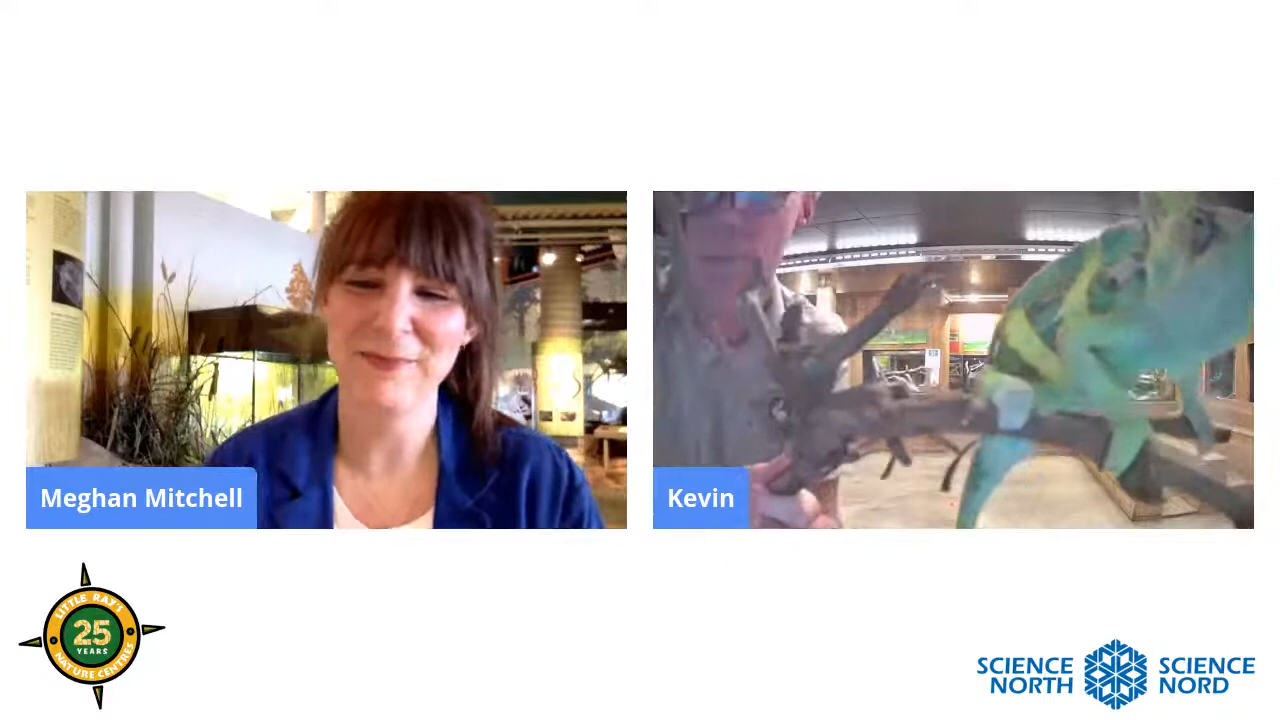 Meghan Mitchell
Kevin
LITTLE RAY'S
25
YEARS
NATURE CENTRES
SCIENCE NORTH
SCIENCE NORD